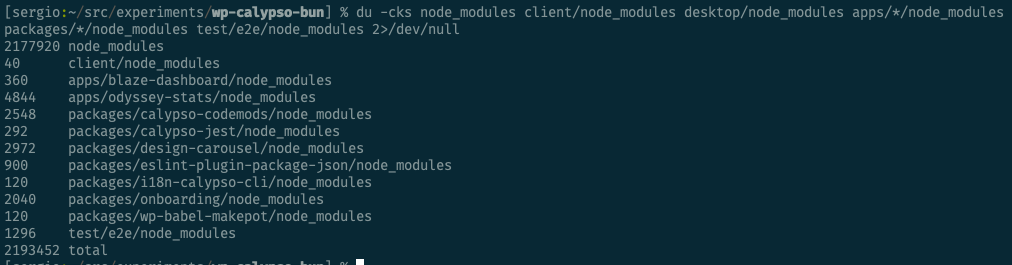 [sergio:~/src/experiments/wp-calypso-bun] % du -cks node_modules client/node_modules desktop/node_modules apps/*/node_modules
packages/*/node_modules test/e2e/node_modules 2>/dev/null
2177920 node_modules
40 client/node_modules
360 apps/blaze-dashboard/node_modules
4844 apps/odyssey-stats/node_modules
2548 packages/calypso-codemods/node_modules
292 packages/calypso-jest/node_modules
2972 packages/design-carousel/node_modules
900 packages/eslint-plugin-package-json/node_modules
120 packages/i18n-calypso-cli/node_modules
2040 packages/onboarding/node_modules
120 packages/wp-babel-makepot/node_modules
1296 test/e2e/node_modules
2193452 total
[sergio:~/src/experiments/wp-calypso-bun] %